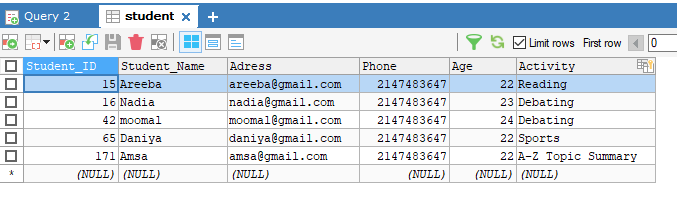 Query 2 student
Limit rows First row 0
Student_ID Student_Name Adress Phone Age Activity
15 Areeba areeba@gmail.com 2147483647 22 Reading
16 Nadia nadia@gmail.com 2147483647 23 Debating
42 moomal moomal@gmail.com 2147483647 24 Debating
65 Daniya daniya@gmail.com 2147483647 22 Sports
171 Amsa amsa@gmail.com 2147483647 22 A-Z Topic Summary
* (NULL) (NULL) (NULL) (NULL) (NULL) (NULL)